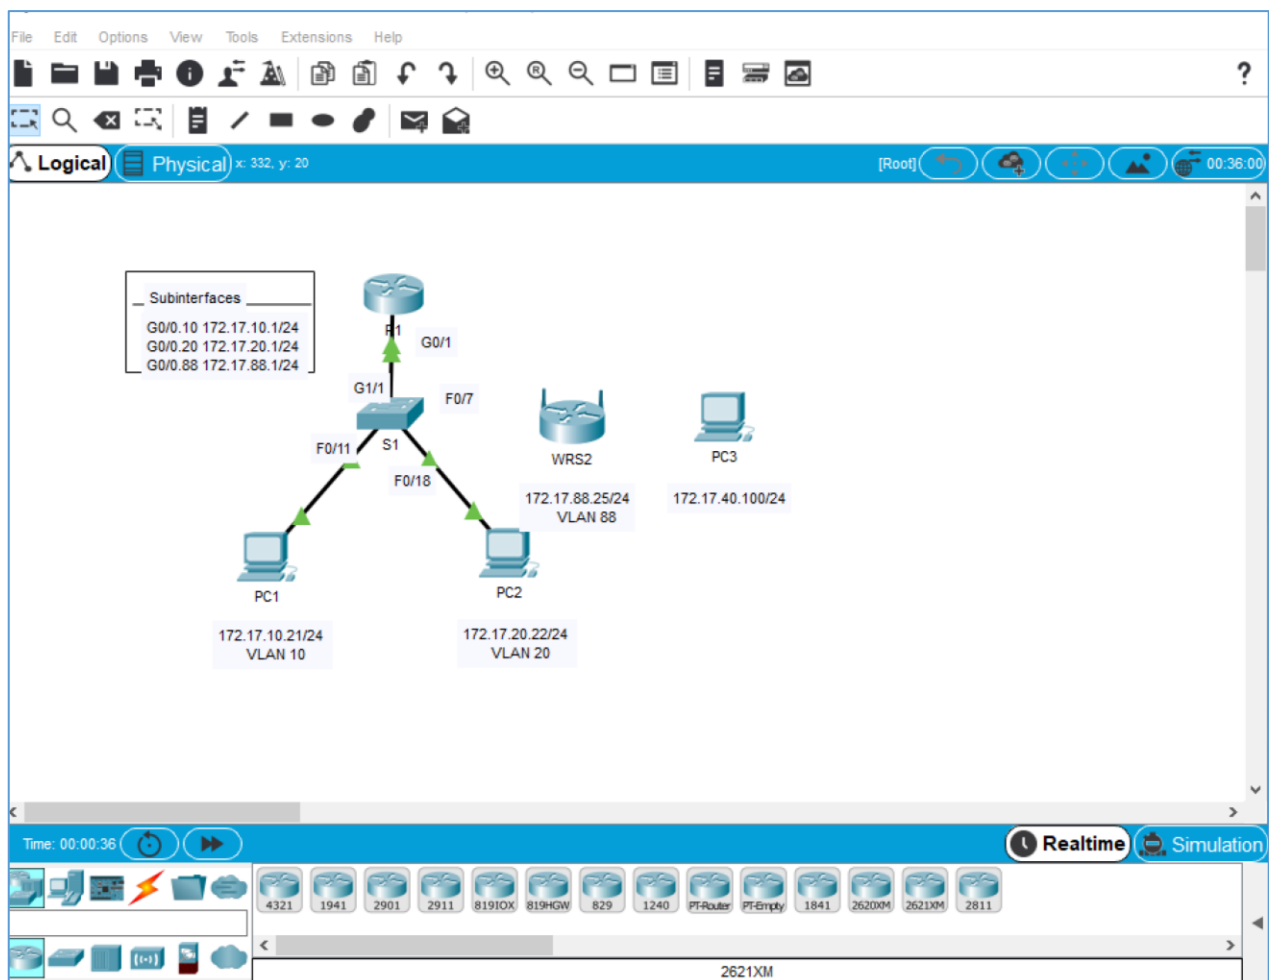 File Edit Options View Tools Extensions Help
?
Logical Physical x: 332, y: 20 [Root] 00:36:00
Subinterfaces
G0/0.10 172.17.10.1/24
G0/0.20 172.17.20.1/24
G0/0.88 172.17.88.1/24
R1
G0/1
G1/1
F0/7
F0/11
S1
F0/18
WRS2
172.17.88.25/24
VLAN 88
PC3
172.17.40.100/24
PC1
172.17.10.21/24
VLAN 10
PC2
172.17.20.22/24
VLAN 20
Time: 00:00:36 Realtime Simulation
4321 1941 2901 2911 819IOX 819HGW 829 1240 PT-Router PT-Empty 1841 2620XM 2621XM 2811
2621XM